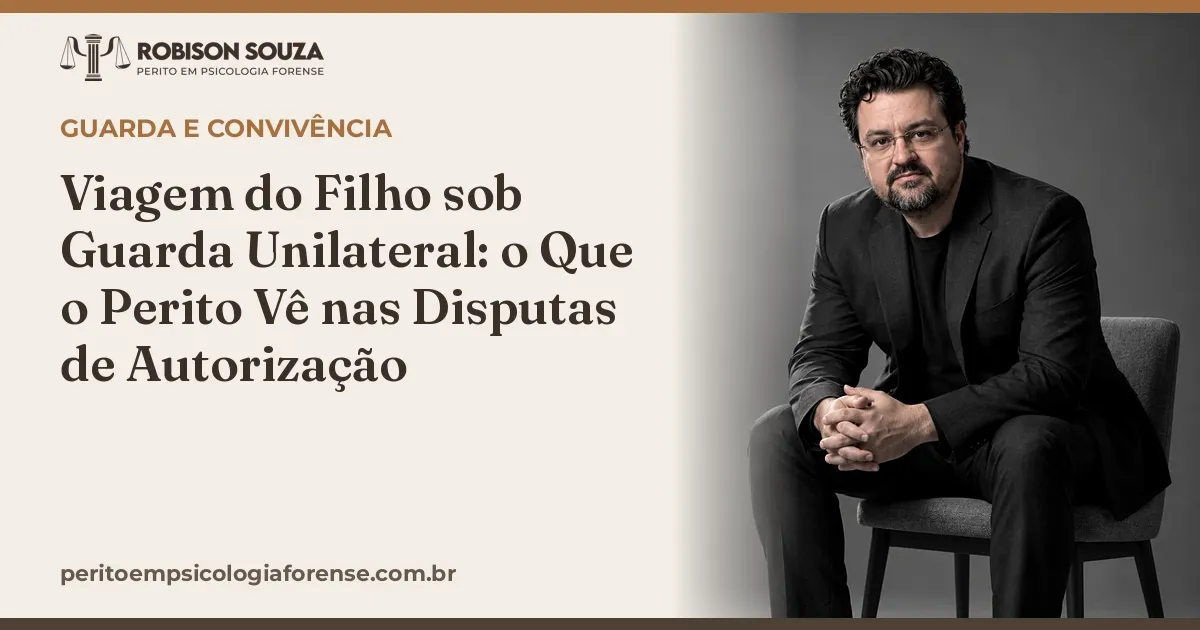 ROBISON SOUZA
PERITO EM PSICOLOGIA FORENSE
GUARDA E CONVIVÊNCIA
Viagem do Filho sob
Guarda Unilateral: o Que
o Perito Vê nas Disputas
de Autorização
peritoempsicologiaforense.com.br